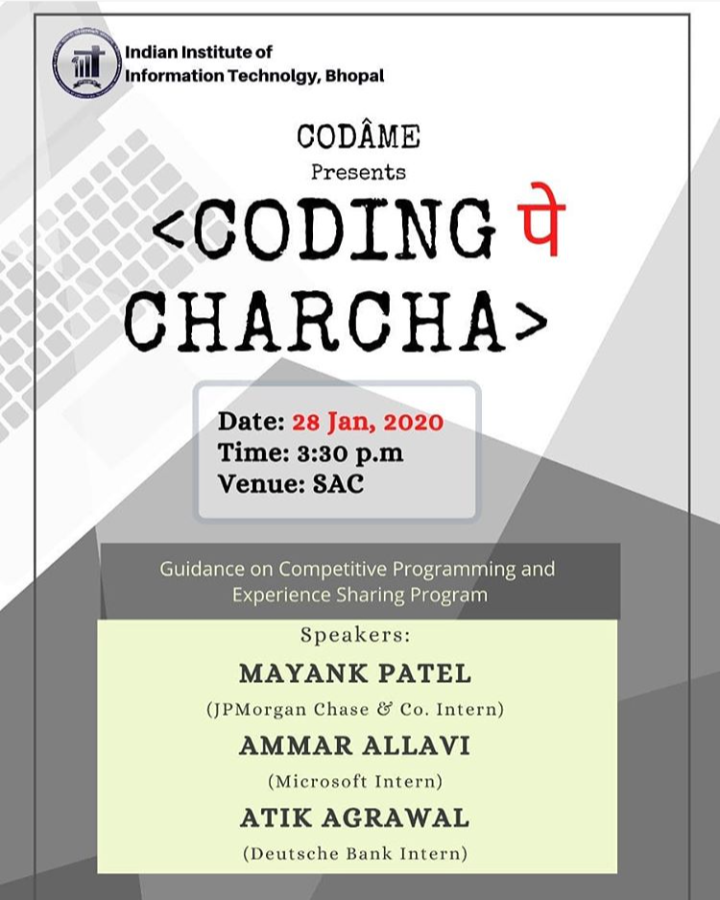 Indian Institute of
Information Technolgy, Bhopal
CODÂME
Presents
<CODING पे
CHARCHA>
Date: 28 Jan, 2020
Time: 3:30 p.m
Venue: SAC
Guidance on Competitive Programming and
Experience Sharing Program
Speakers:
MAYANK PATEL
(JPMorgan Chase & Co. Intern)
AMMAR ALLAVI
(Microsoft Intern)
ATIK AGRAWAL
(Deutsche Bank Intern)